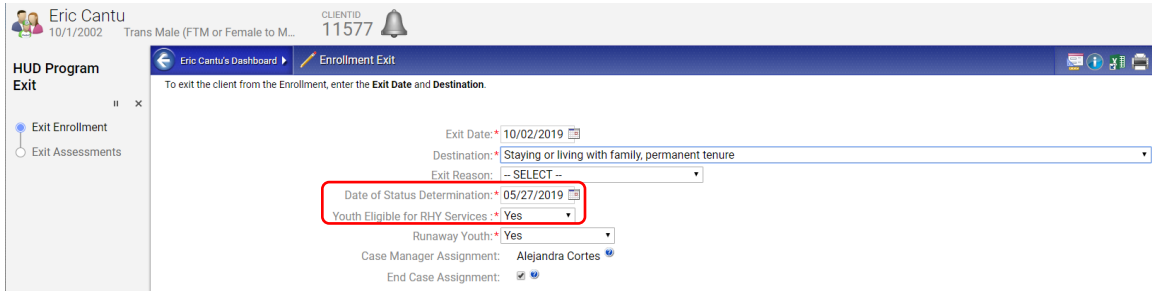 Eric Cantu
10/1/2002 Trans Male (FTM or Female to M...
CLIENTID
11577
HUD Program
Exit
Exit Enrollment
Exit Assessments
Eric Cantu's Dashboard
Enrollment Exit
To exit the client from the Enrollment, enter the Exit Date and Destination.
Exit Date:* 10/02/2019
Destination:* Staying or living with family, permanent tenure
Exit Reason: -- SELECT --
Date of Status Determination:* 05/27/2019
Youth Eligible for RHY Services :* Yes
Runaway Youth:* Yes
Case Manager Assignment: Alejandra Cortes
End Case Assignment: